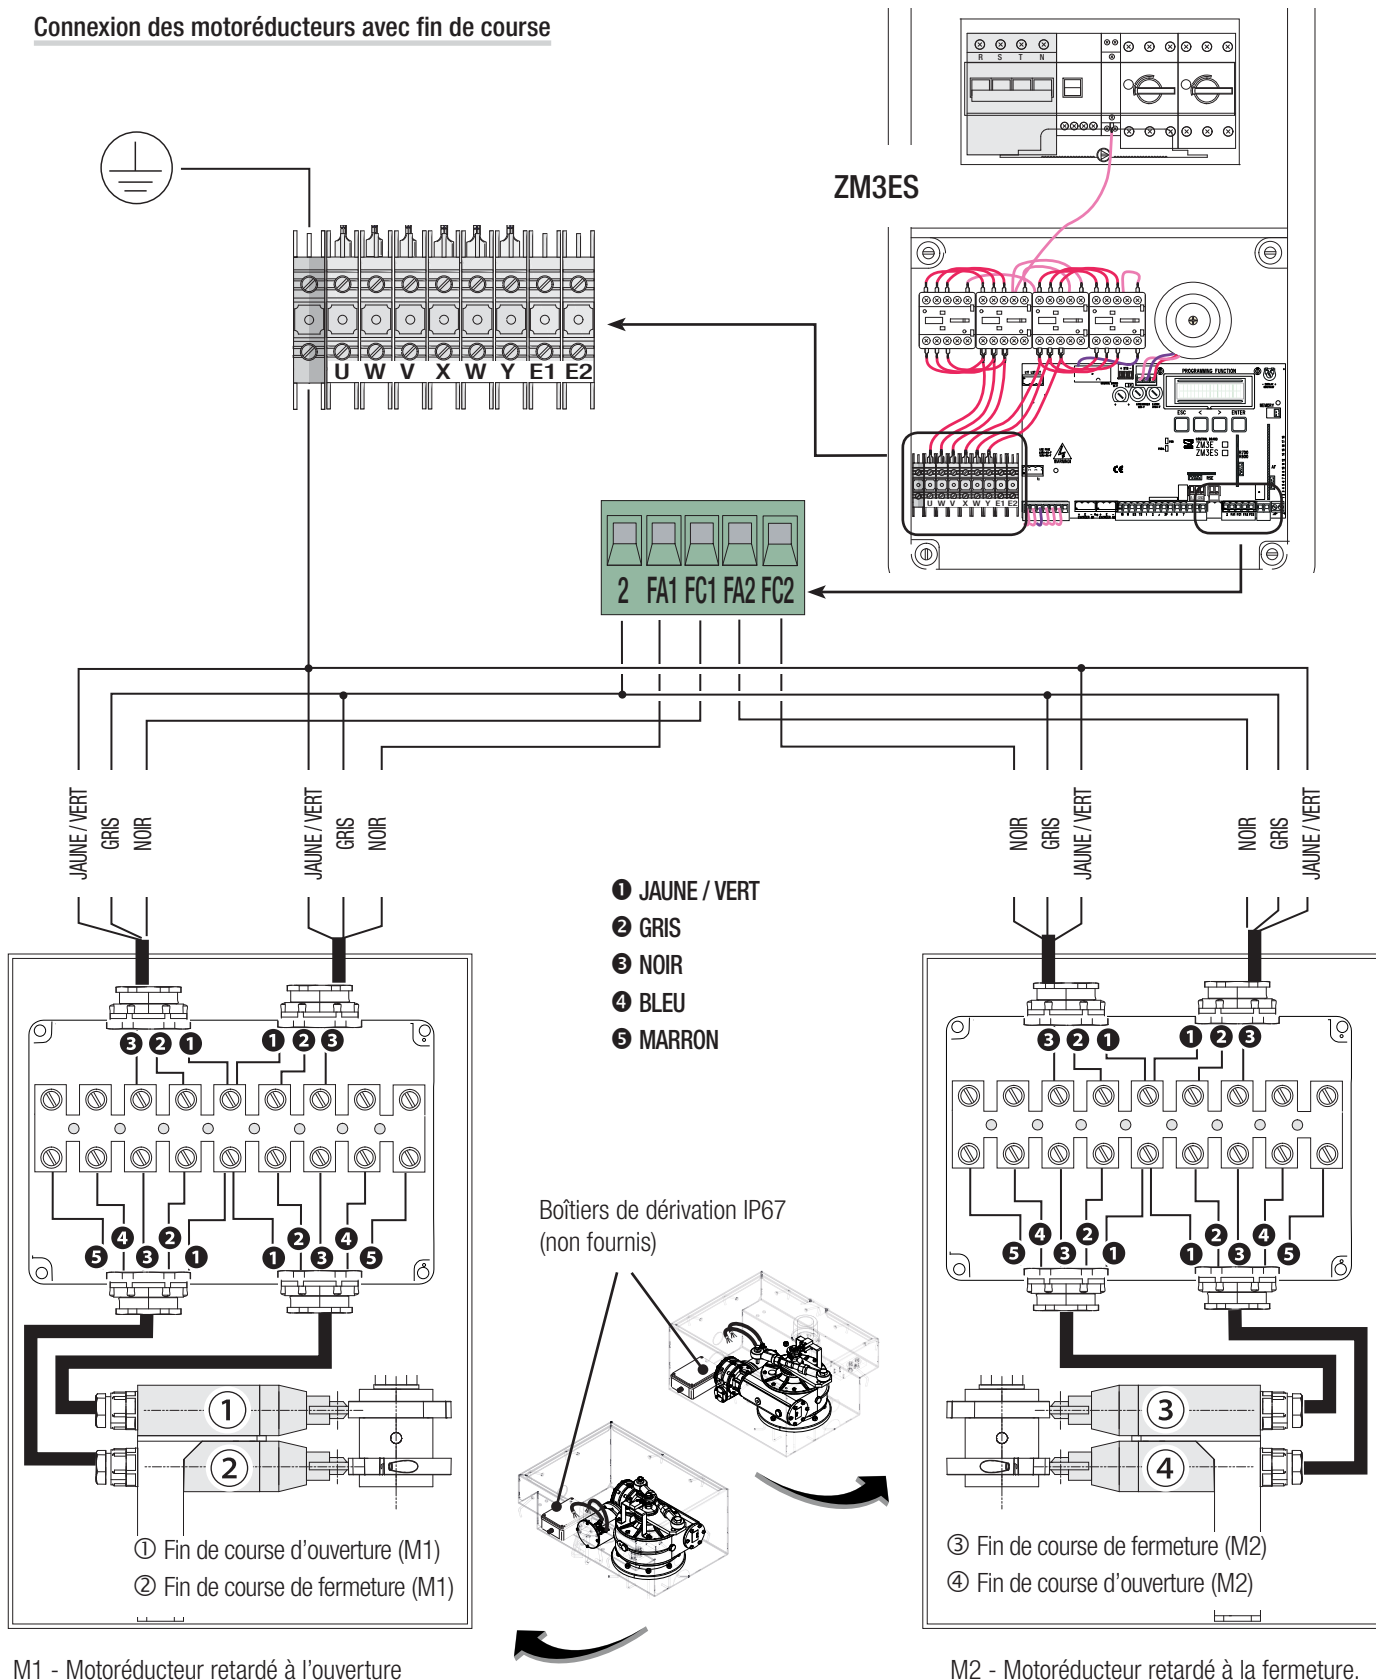 Connexion des motoréducteurs avec fin de course
R S T N
ZM3ES
U W V X W Y E1 E2
PROGRAMMING FUNCTION
ESC < > ENTER
ZM3E
ZM3ES
U W V X W Y E1 E2
2 FA1 FC1 FA2 FC2
JAUNE / VERT
GRIS
NOIR
JAUNE / VERT
GRIS
NOIR
NOIR
GRIS
JAUNE / VERT
NOIR
GRIS
JAUNE / VERT
❶ JAUNE / VERT
❷ GRIS
❸ NOIR
❹ BLEU
❺ MARRON
❸ ❷ ❶ ❶ ❷ ❸
❸ ❷ ❶ ❶ ❷ ❸
❺ ❹ ❸ ❷ ❶ ❶ ❷ ❸ ❹ ❺
❺ ❹ ❸ ❷ ❶ ❶ ❷ ❸ ❹ ❺
Boîtiers de dérivation IP67
(non fournis)
①
②
③
④
① Fin de course d’ouverture (M1)
② Fin de course de fermeture (M1)
③ Fin de course de fermeture (M2)
④ Fin de course d’ouverture (M2)
M1 - Motoréducteur retardé à l’ouverture
M2 - Motoréducteur retardé à la fermeture.